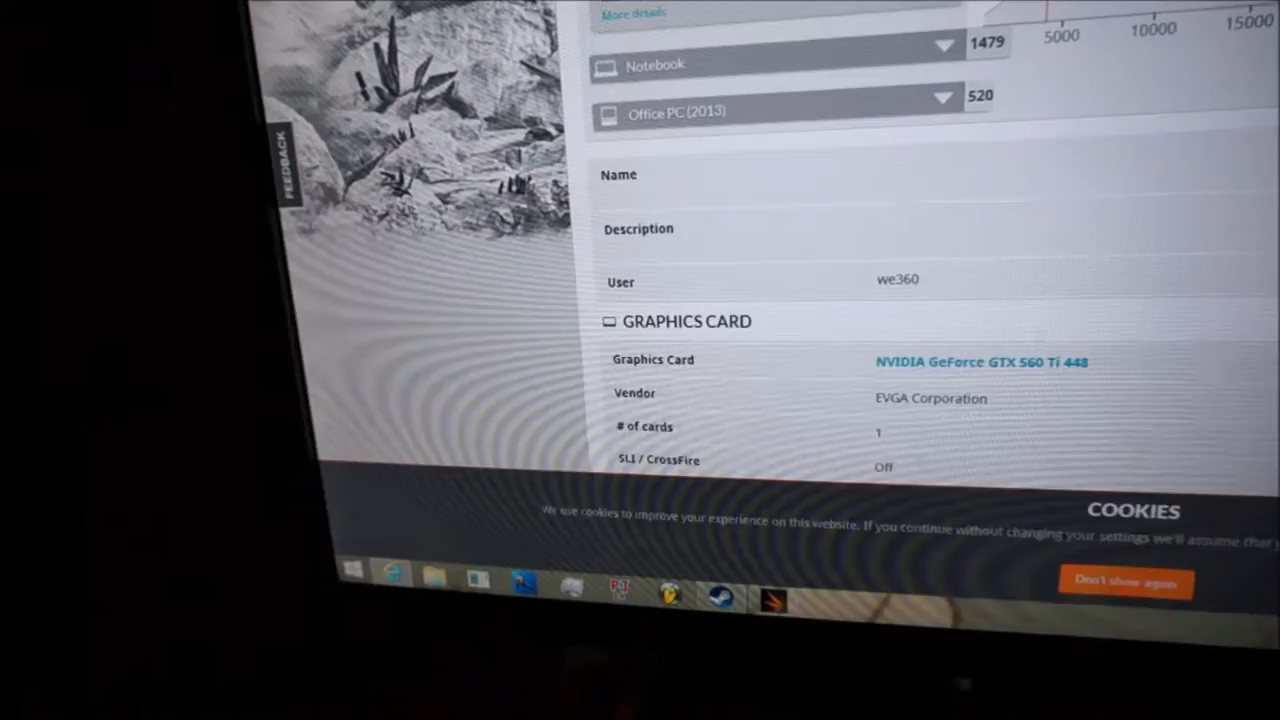 More details
5000 10000 15000
Notebook 1479
Office PC (2013) 520
FEEDBACK
Name
Description
User we360
GRAPHICS CARD
Graphics Card NVIDIA GeForce GTX 560 Ti 448
Vendor EVGA Corporation
# of cards 1
SLI / CrossFire Off
COOKIES
We use cookies to improve your experience on this website. If you continue without changing your settings we'll assume that
Don't show again